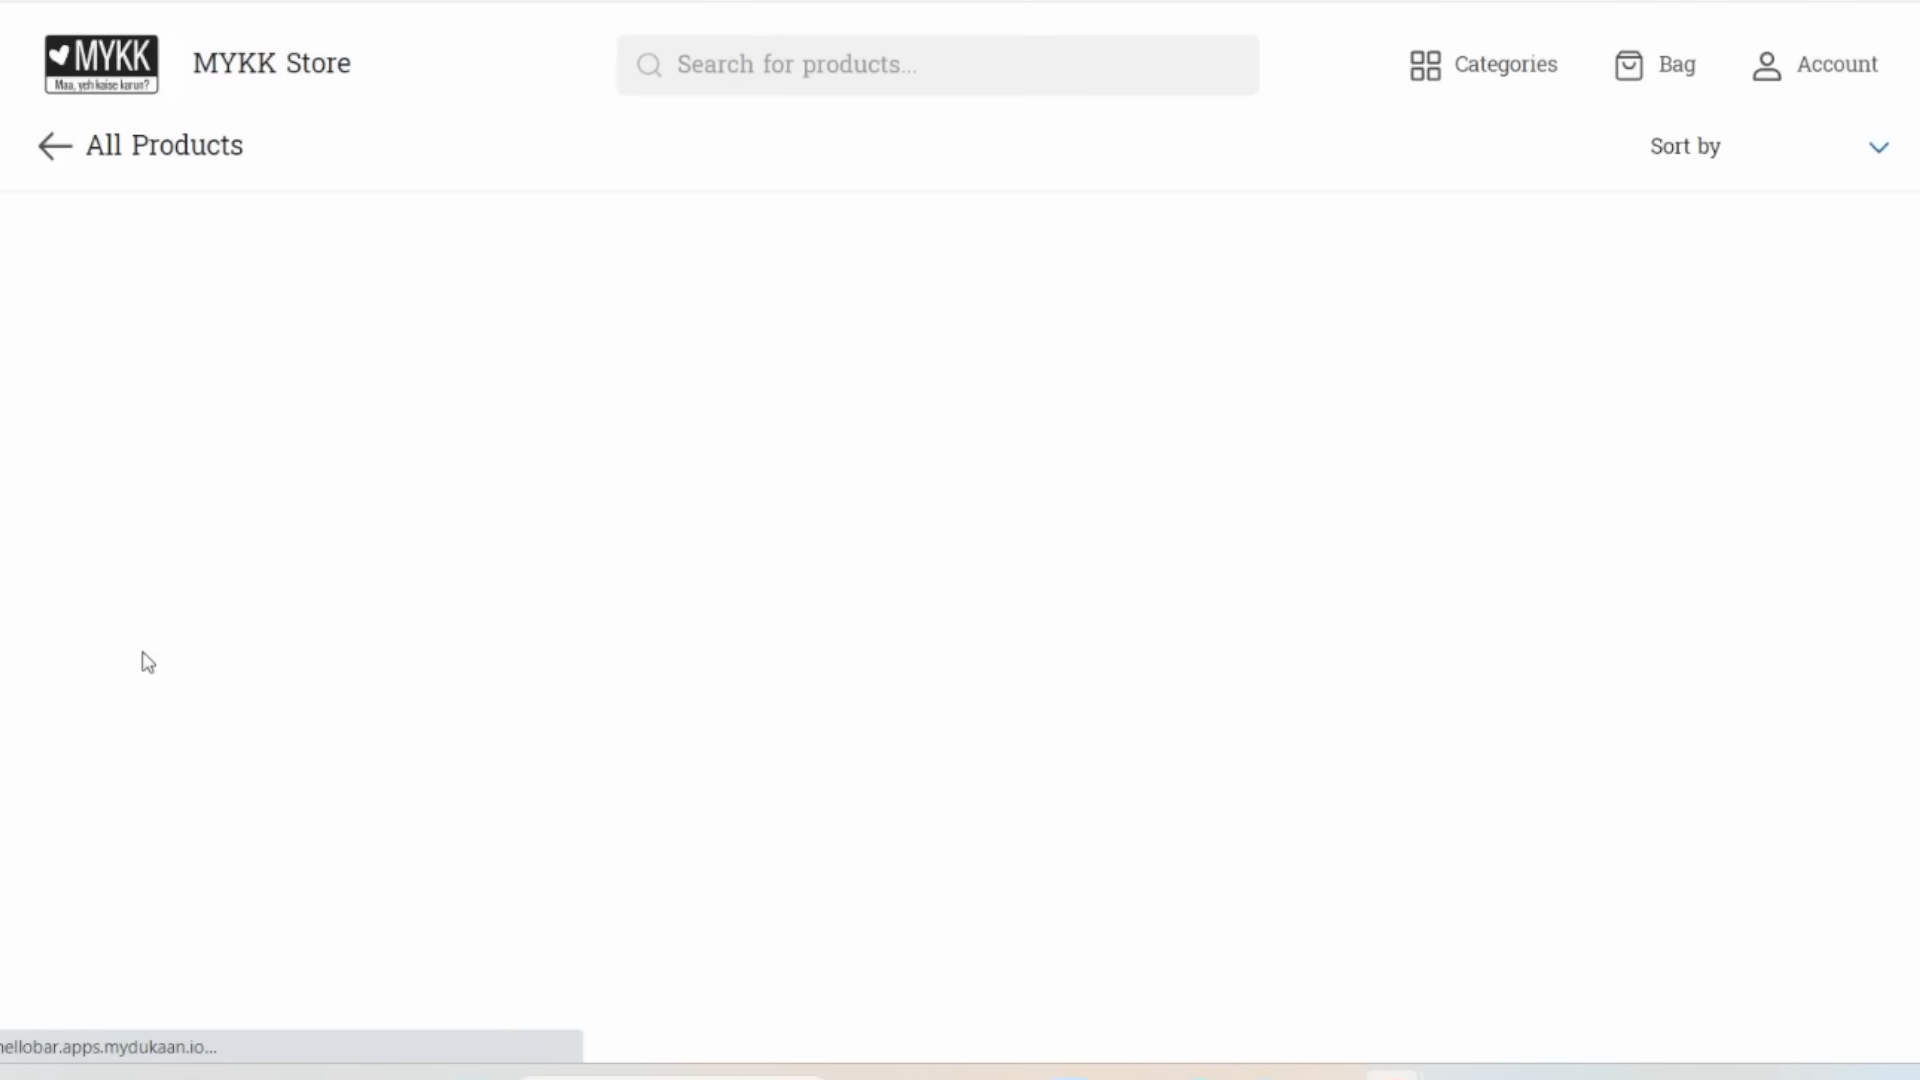 MYKK
Maa, yeh kaise karun?
MYKK Store
Search for products...
Categories
Bag
Account
All Products
Sort by
hellobar.apps.mydukaan.io...